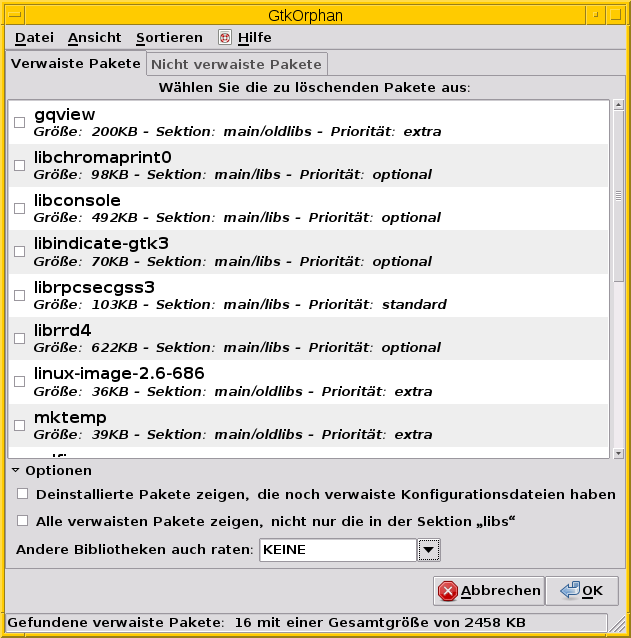 GtkOrphan
Datei Ansicht Sortieren Hilfe
Verwaiste Pakete Nicht verwaiste Pakete
Wählen Sie die zu löschenden Pakete aus:
gqview
Größe: 200KB - Sektion: main/oldlibs - Priorität: extra
libchromaprint0
Größe: 98KB - Sektion: main/libs - Priorität: optional
libconsole
Größe: 492KB - Sektion: main/libs - Priorität: optional
libindicate-gtk3
Größe: 70KB - Sektion: main/libs - Priorität: optional
librpcsecgss3
Größe: 103KB - Sektion: main/libs - Priorität: standard
librrd4
Größe: 622KB - Sektion: main/libs - Priorität: optional
linux-image-2.6-686
Größe: 36KB - Sektion: main/oldlibs - Priorität: extra
mktemp
Größe: 39KB - Sektion: main/oldlibs - Priorität: extra
Optionen
Deinstallierte Pakete zeigen, die noch verwaiste Konfigurationsdateien haben
Alle verwaisten Pakete zeigen, nicht nur die in der Sektion „libs“
Andere Bibliotheken auch raten: KEINE
Abbrechen OK
Gefundene verwaiste Pakete: 16 mit einer Gesamtgröße von 2458 KB